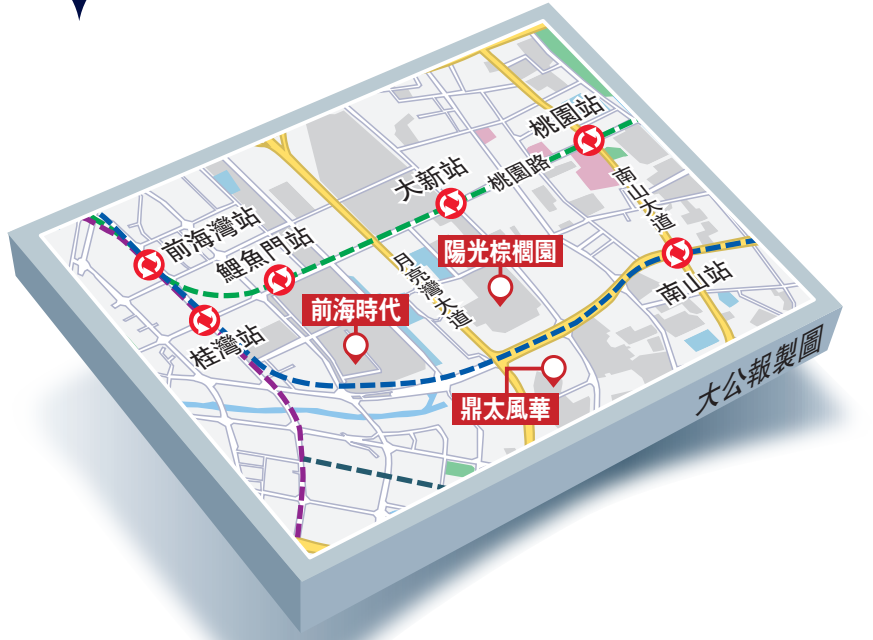 桃園站
大新站
桃園路
南山大道
前海灣站
鯉魚門站
月亮灣大道
陽光棕櫚園
南山站
前海時代
桂灣站
鼎太風華
大公報製圖